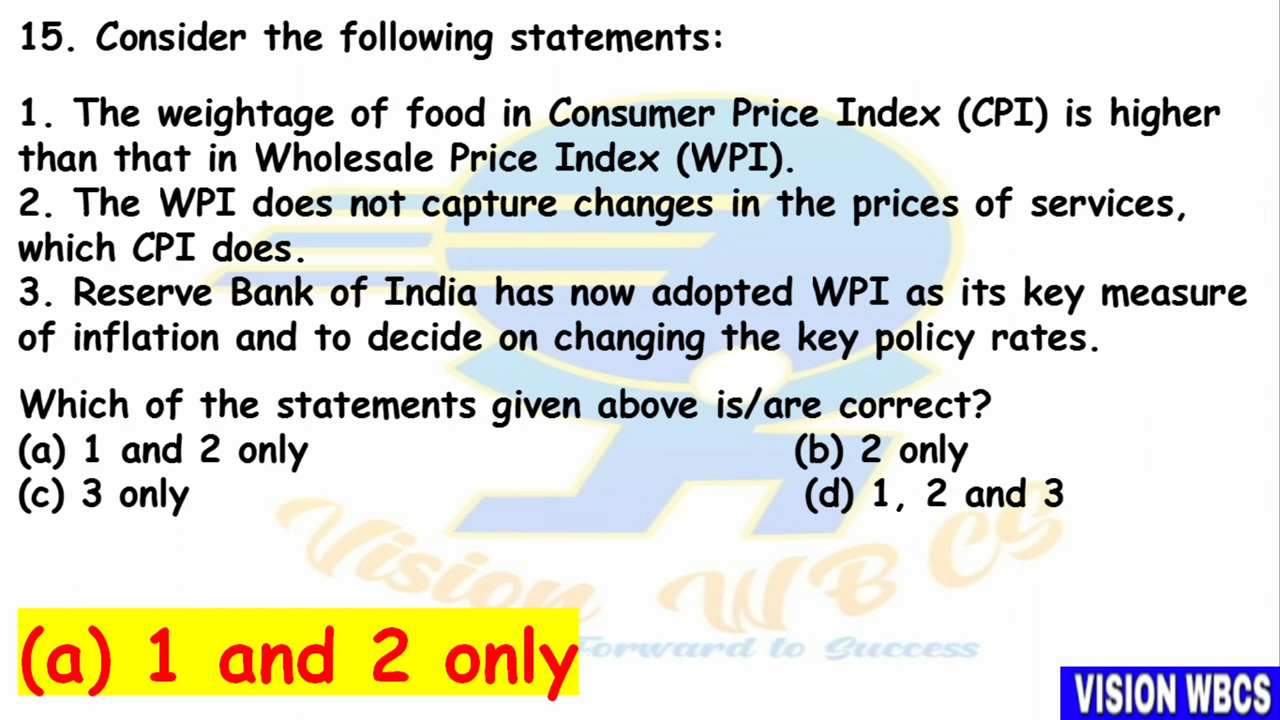 15. Consider the following statements:
1. The weightage of food in Consumer Price Index (CPI) is higher
than that in Wholesale Price Index (WPI).
2. The WPI does not capture changes in the prices of services,
which CPI does.
3. Reserve Bank of India has now adopted WPI as its key measure
of inflation and to decide on changing the key policy rates.
Which of the statements given above is/are correct?
(a) 1 and 2 only (b) 2 only
(c) 3 only (d) 1, 2 and 3
Vision WBCS
(a) 1 and 2 only
Forward to Success
VISION WBCS